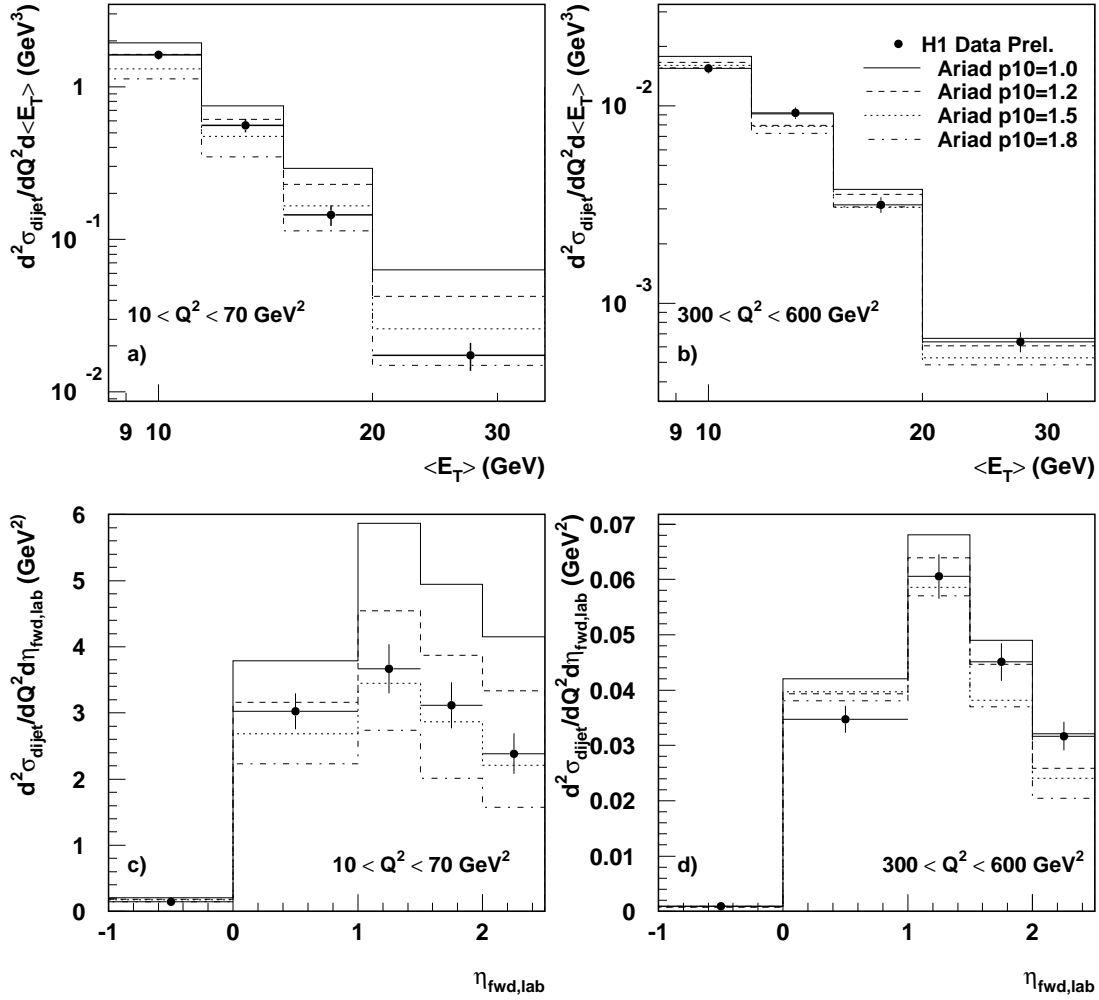 d²σdijet/dQ²d<ET> (GeV³)
1
10⁻¹
10⁻²
10 < Q² < 70 GeV²
a)
9 10 20 30
<ET> (GeV)
d²σdijet/dQ²d<ET> (GeV³)
10⁻²
10⁻³
H1 Data Prel.
Ariad p10=1.0
Ariad p10=1.2
Ariad p10=1.5
Ariad p10=1.8
300 < Q² < 600 GeV²
b)
9 10 20 30
<ET> (GeV)
d²σdijet/dQ²dηfwd,lab (GeV²)
6
5
4
3
2
1
0
c)
10 < Q² < 70 GeV²
-1 0 1 2
ηfwd,lab
d²σdijet/dQ²dηfwd,lab (GeV²)
0.07
0.06
0.05
0.04
0.03
0.02
0.01
0
d)
300 < Q² < 600 GeV²
-1 0 1 2
ηfwd,lab